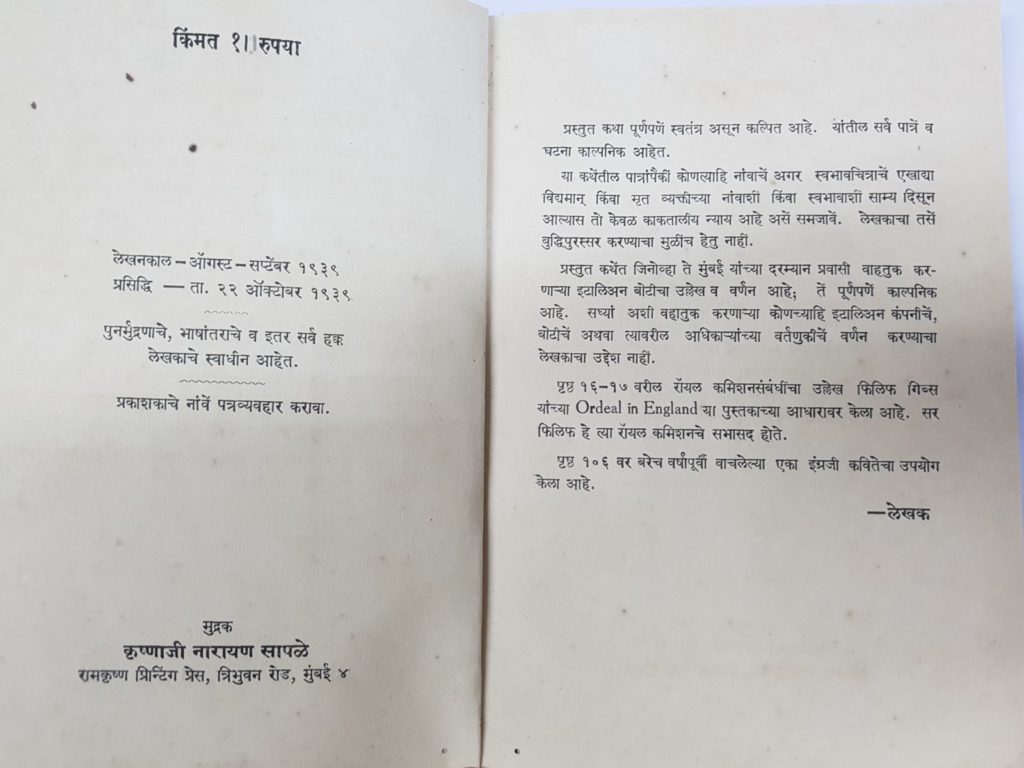 किंमत १॥ रुपया
लेखनकाल – ऑगस्ट – सप्टेंबर १९३९
प्रसिद्धि — ता. २२ ऑक्टोबर १९३९
पुनर्मुद्रणाचे, भाषांतराचे व इतर सर्व हक्क
लेखकाचे स्वाधीन आहेत.
प्रकाशकाचे नांवें पत्रव्यवहार करावा.
मुद्रक
कृष्णाजी नारायण सापळे
रामकृष्ण प्रिन्टिंग प्रेस, त्रिभुवन रोड, मुंबई ४
प्रस्तुत कथा पूर्णपणें स्वतंत्र असून कल्पित आहे. यांतील सर्व पात्रें व
घटना काल्पनिक आहेत.
या कथेंतील पात्रांपैकीं कोणत्याहि नांवाचें अगर स्वभावचित्राचें एखाद्या
विद्यमान् किंवा मृत व्यक्तीच्या नांवाशीं किंवा स्वभावाशीं साम्य दिसून
आल्यास तो केवळ काकतालीय न्याय आहे असें समजावें. लेखकाचा तसें
बुद्धिपुरस्सर करण्याचा मुळींच हेतु नाहीं.
प्रस्तुत कथेंत जिनोव्हा ते मुंबई यांच्या दरम्यान प्रवासी वाहतुक कर-
णाऱ्या इटालिअन बोटीचा उल्लेख व वर्णन आहे; तें पूर्णपणें काल्पनिक
आहे. सध्यां अशी वहातुक करणाऱ्या कोणच्याहि इटालिअन कंपनीचें,
बोटीचें अथवा त्यावरील आधिकाऱ्यांच्या वर्तणुकीचें वर्णन करण्याचा
लेखकाचा उद्देश नाहीं.
पृष्ठ १६–१७ वरील रॉयल कमिशनसंबंधींचा उल्लेख फिलिफ गिब्स
यांच्या Ordeal in England या पुस्तकाच्या आधारावर केला आहे. सर
फिलिफ हे त्या रॉयल कमिशनचे सभासद होते.
पृष्ठ १०६ वर बरेच वर्षांपूर्वी वाचलेल्या एका इंग्रजी कवितेचा उपयोग
केला आहे.
—लेखक